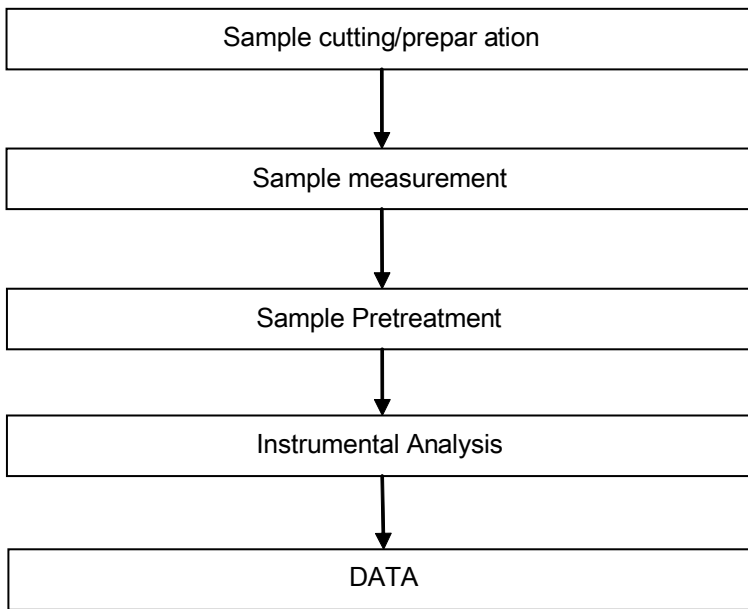 Sample cutting/prepar ation
Sample measurement
Sample Pretreatment
Instrumental Analysis
DATA